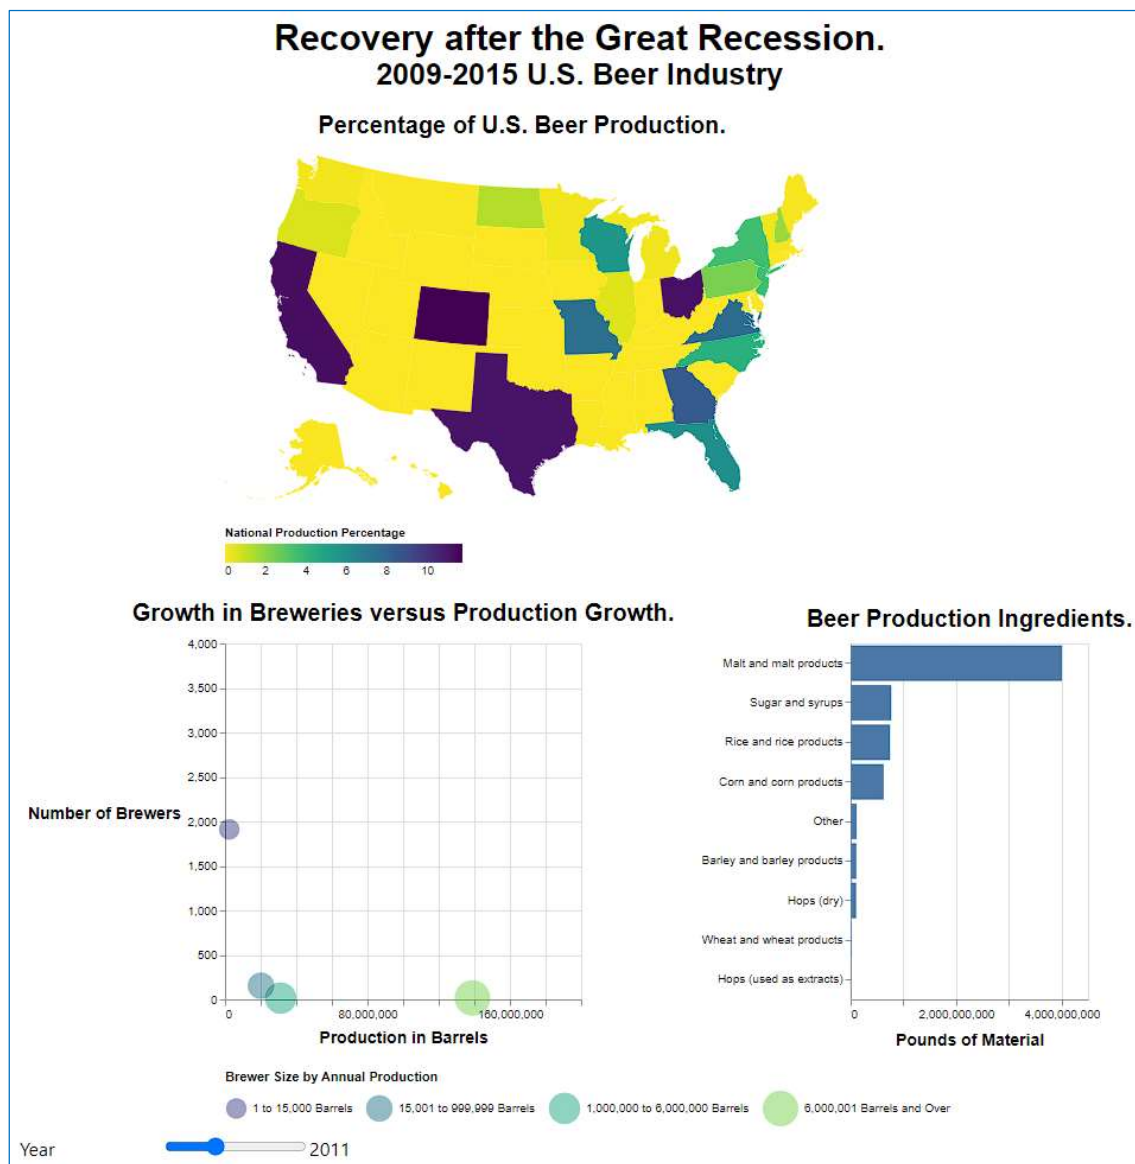 Recovery after the Great Recession.
2009-2015 U.S. Beer Industry
Percentage of U.S. Beer Production.
National Production Percentage
0 2 4 6 8 10
Growth in Breweries versus Production Growth.
4,000
3,500
3,000
2,500
Number of Brewers
2,000
1,500
1,000
500
0
0 80,000,000 160,000,000
Production in Barrels
Beer Production Ingredients.
Malt and malt products
Sugar and syrups
Rice and rice products
Corn and corn products
Other
Barley and barley products
Hops (dry)
Wheat and wheat products
Hops (used as extracts)
0 2,000,000,000 4,000,000,000
Pounds of Material
Brewer Size by Annual Production
1 to 15,000 Barrels 15,001 to 999,999 Barrels 1,000,000 to 6,000,000 Barrels 6,000,001 Barrels and Over
Year 2011